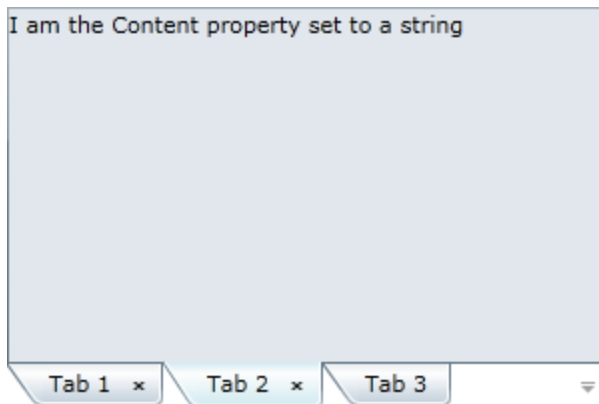 I am the Content property set to a string
Tab 1 × Tab 2 × Tab 3